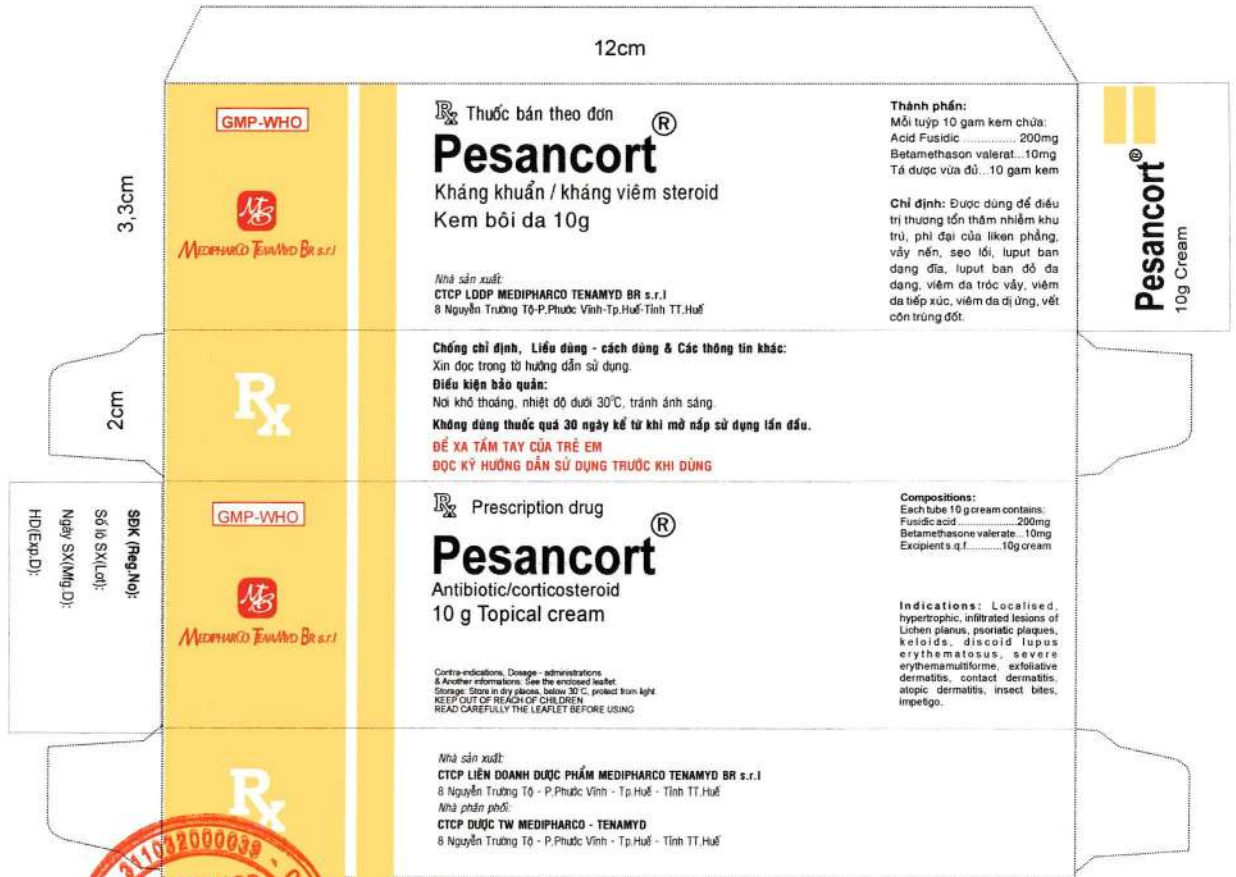 12cm
3,3cm
GMP-WHO
MEDIPHARCO TENAMYD BR s.r.l
Rx Thuốc bán theo đơn
Pesancort®
Kháng khuẩn / kháng viêm steroid
Kem bôi da 10g
Nhà sản xuất:
CTCP LDDP MEDIPHARCO TENAMYD BR s.r.l
8 Nguyễn Trường Tộ-P.Phước Vĩnh-Tp.Huế-Tỉnh TT.Huế
Thành phần:
Mỗi tuýp 10 gam kem chứa:
Acid Fusidic .............. 200mg
Betamethason valerat...10mg
Tá dược vừa đủ...10 gam kem
Chỉ định: Được dùng để điều
trị thương tổn thâm nhiễm khu
trú, phì đại của liken phẳng,
vảy nến, sẹo lồi, luput ban
dạng đĩa, luput ban đỏ đa
dạng, viêm da tróc vảy, viêm
da tiếp xúc, viêm da dị ứng, vết
côn trùng đốt.
Pesancort®
10g Cream
2cm
Rx
Chống chỉ định, Liều dùng - cách dùng & Các thông tin khác:
Xin đọc trong tờ hướng dẫn sử dụng.
Điều kiện bảo quản:
Nơi khô thoáng, nhiệt độ dưới 30°C, tránh ánh sáng.
Không dùng thuốc quá 30 ngày kể từ khi mở nắp sử dụng lần đầu.
ĐỂ XA TẦM TAY CỦA TRẺ EM
ĐỌC KỸ HƯỚNG DẪN SỬ DỤNG TRƯỚC KHI DÙNG
SĐK (Reg.No):
Số lô SX(Lot):
Ngày SX(Mfg.D):
HD(Exp.D):
GMP-WHO
MEDIPHARCO TENAMYD BR s.r.l
Rx Prescription drug
Pesancort®
Antibiotic/corticosteroid
10 g Topical cream
Contra-indications, Dosage - administrations
& Another informations: See the enclosed leaflet.
Storage: Store in dry places, below 30°C, protect from light.
KEEP OUT OF REACH OF CHILDREN
READ CAREFULLY THE LEAFLET BEFORE USING
Compositions:
Each tube 10 g cream contains:
Fusidic acid ...................200mg
Betamethasone valerate...10mg
Excipient s.q.f............10g cream
Indications: Localised,
hypertrophic, infiltrated lesions of
Lichen planus, psoriatic plaques,
keloids, discoid lupus
erythematosus, severe
erythemamultiforme, exfoliative
dermatitis, contact dermatitis,
atopic dermatitis, insect bites,
impetigo.
Rx
Nhà sản xuất:
CTCP LIÊN DOANH DƯỢC PHẨM MEDIPHARCO TENAMYD BR s.r.l
8 Nguyễn Trường Tộ - P.Phước Vĩnh - Tp.Huế - Tỉnh TT.Huế
Nhà phân phối:
CTCP DƯỢC TW MEDIPHARCO - TENAMYD
8 Nguyễn Trường Tộ - P.Phước Vĩnh - Tp.Huế - Tỉnh TT.Huế